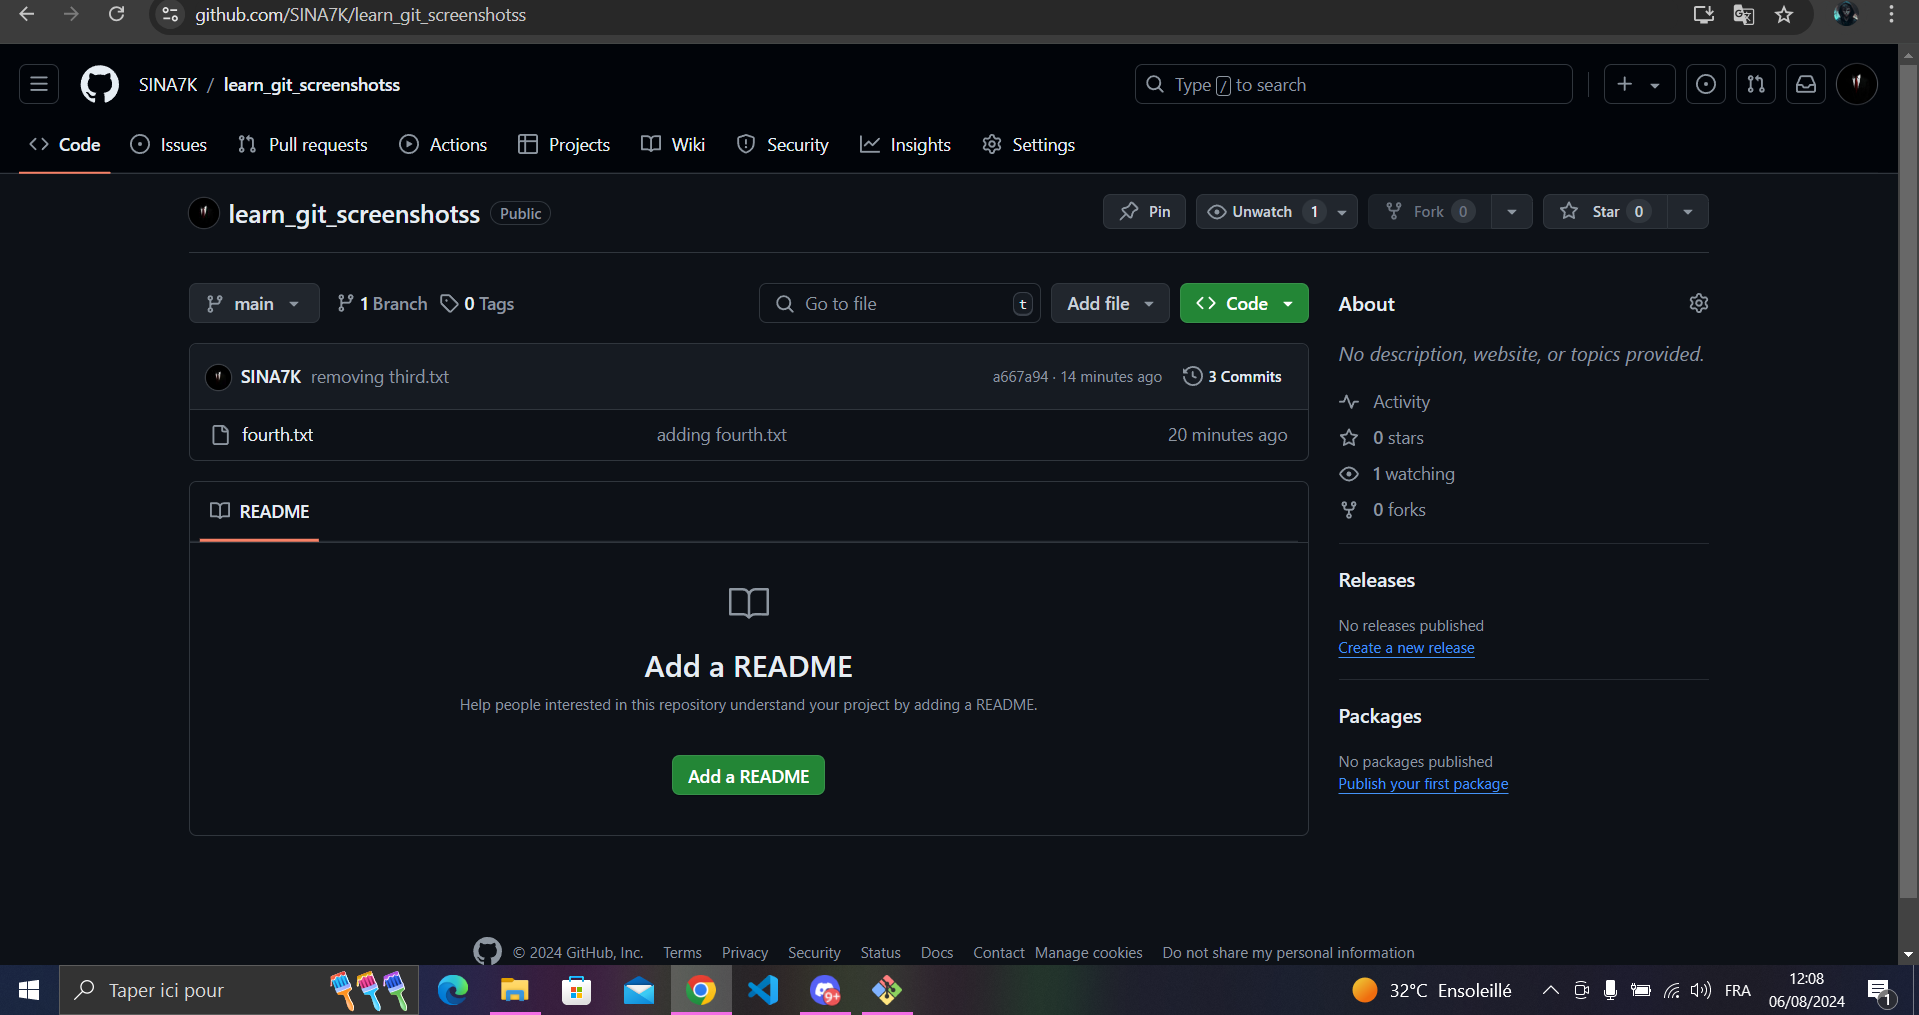 github.com/SINA7K/learn_git_screenshotss
SINA7K / learn_git_screenshotss
Type / to search
Code Issues Pull requests Actions Projects Wiki Security Insights Settings
learn_git_screenshotss Public
Pin Unwatch 1 Fork 0 Star 0
main 1 Branch 0 Tags Go to file t Add file Code
SINA7K removing third.txt a667a94 · 14 minutes ago 3 Commits
fourth.txt adding fourth.txt 20 minutes ago
README
Add a README
Help people interested in this repository understand your project by adding a README.
Add a README
About
No description, website, or topics provided.
Activity
0 stars
1 watching
0 forks
Releases
No releases published
Create a new release
Packages
No packages published
Publish your first package
© 2024 GitHub, Inc. Terms Privacy Security Status Docs Contact Manage cookies Do not share my personal information
Taper ici pour 9+ 32°C Ensoleillé FRA 12:08
06/08/2024 1